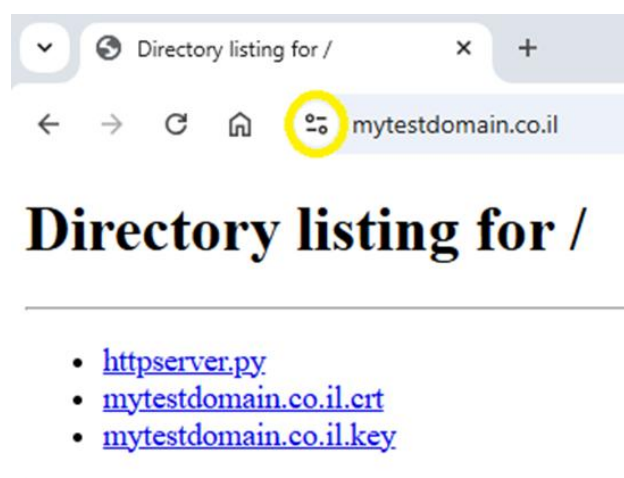 Directory listing for /
mytestdomain.co.il
Directory listing for /
httpserver.py
mytestdomain.co.il.crt
mytestdomain.co.il.key